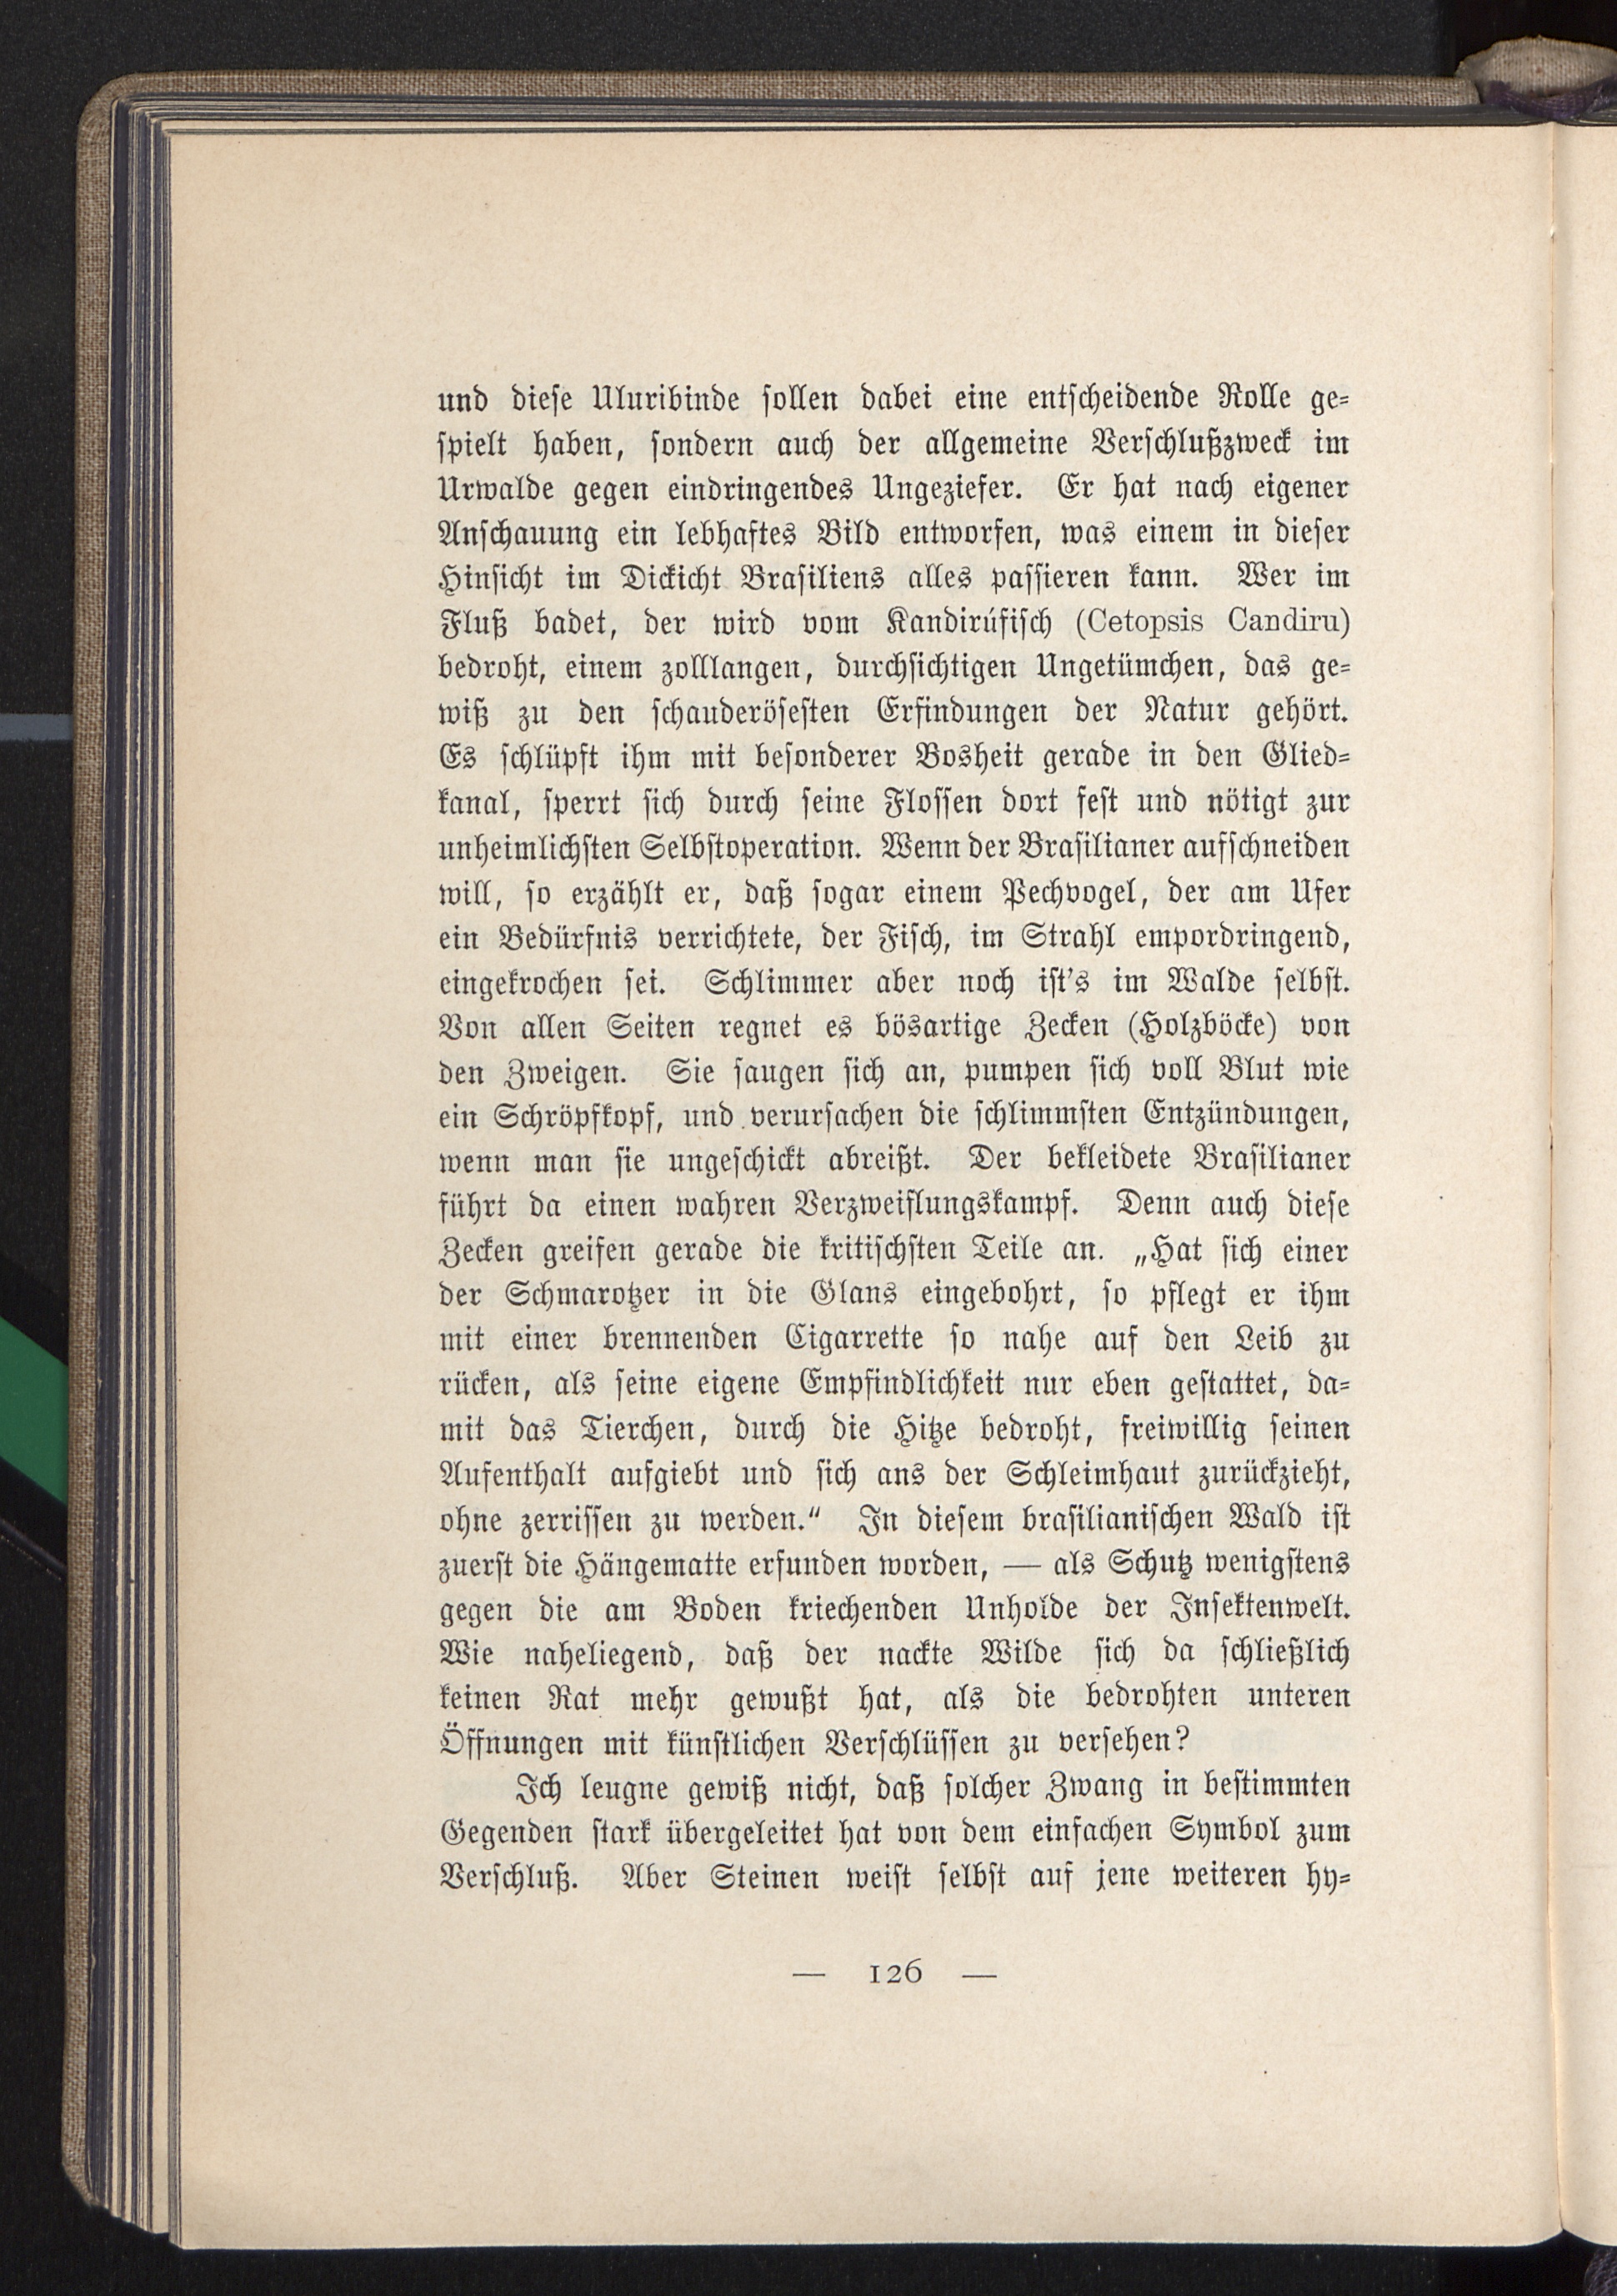 und diese Uluribinde sollen dabei eine entscheidende Rolle ge=
spielt haben, sondern auch der allgemeine Verschlußzweck im
Urwalde gegen eindringendes Ungeziefer. Er hat nach eigener
Anschauung ein lebhaftes Bild entworfen, was einem in dieser
Hinsicht im Dickicht Brasiliens alles passieren kann. Wer im
Fluß badet, der wird vom Kandirúfisch (Cetopsis Candiru)
bedroht, einem zolllangen, durchsichtigen Ungetümchen, das ge=
wiß zu den schauderösesten Erfindungen der Natur gehört.
Es schlüpft ihm mit besonderer Bosheit gerade in den Glied=
kanal, sperrt sich durch seine Flossen dort fest und nötigt zur
unheimlichsten Selbstoperation. Wenn der Brasilianer aufschneiden
will, so erzählt er, daß sogar einem Pechvogel, der am Ufer
ein Bedürfnis verrichtete, der Fisch, im Strahl empordringend,
eingekrochen sei. Schlimmer aber noch ist's im Walde selbst.
Von allen Seiten regnet es bösartige Zecken (Holzböcke) von
den Zweigen. Sie saugen sich an, pumpen sich voll Blut wie
ein Schröpfkopf, und verursachen die schlimmsten Entzündungen,
wenn man sie ungeschickt abreißt. Der bekleidete Brasilianer
führt da einen wahren Verzweiflungskampf. Denn auch diese
Zecken greifen gerade die kritischsten Teile an. „Hat sich einer
der Schmarotzer in die Glans eingebohrt, so pflegt er ihm
mit einer brennenden Cigarrette so nahe auf den Leib zu
rücken, als seine eigene Empfindlichkeit nur eben gestattet, da=
mit das Tierchen, durch die Hitze bedroht, freiwillig seinen
Aufenthalt aufgiebt und sich ans der Schleimhaut zurückzieht,
ohne zerrissen zu werden.“ In diesem brasilianischen Wald ist
zuerst die Hängematte erfunden worden, — als Schutz wenigstens
gegen die am Boden kriechenden Unholde der Insektenwelt.
Wie naheliegend, daß der nackte Wilde sich da schließlich
keinen Rat mehr gewußt hat, als die bedrohten unteren
Öffnungen mit künstlichen Verschlüssen zu versehen?
Ich leugne gewiß nicht, daß solcher Zwang in bestimmten
Gegenden stark übergeleitet hat von dem einfachen Symbol zum
Verschluß. Aber Steinen weist selbst auf jene weiteren hy=
— 126 —